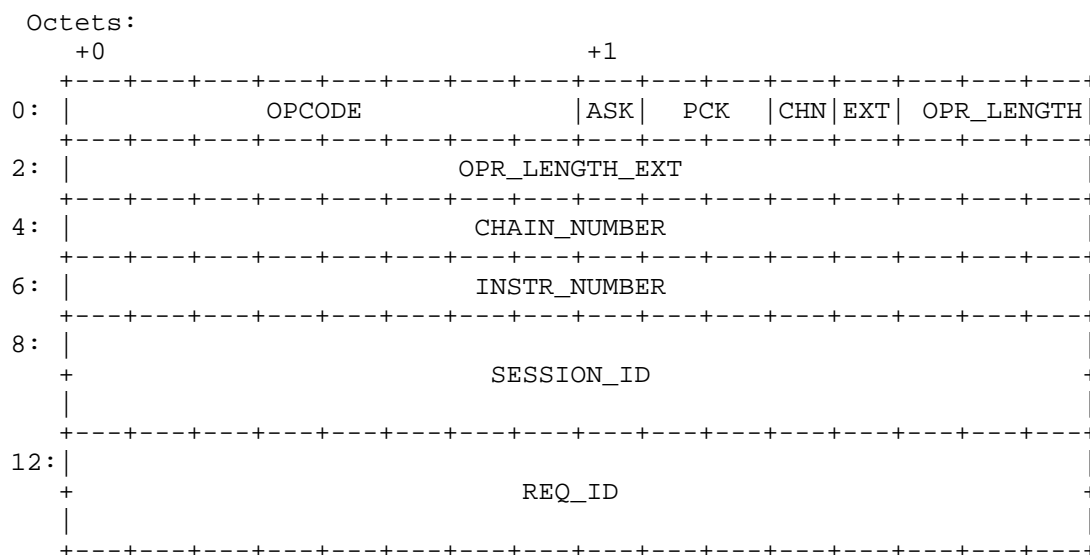 Octets:
+0 +1
+---+---+---+---+---+---+---+---+---+---+---+---+---+---+---+---+
0: | OPCODE |ASK| PCK |CHN|EXT| OPR_LENGTH|
+---+---+---+---+---+---+---+---+---+---+---+---+---+---+---+---+
2: | OPR_LENGTH_EXT |
+---+---+---+---+---+---+---+---+---+---+---+---+---+---+---+---+
4: | CHAIN_NUMBER |
+---+---+---+---+---+---+---+---+---+---+---+---+---+---+---+---+
6: | INSTR_NUMBER |
+---+---+---+---+---+---+---+---+---+---+---+---+---+---+---+---+
8: | |
+ SESSION_ID +
| |
+---+---+---+---+---+---+---+---+---+---+---+---+---+---+---+---+
12:| |
+ REQ_ID +
| |
+---+---+---+---+---+---+---+---+---+---+---+---+---+---+---+---+